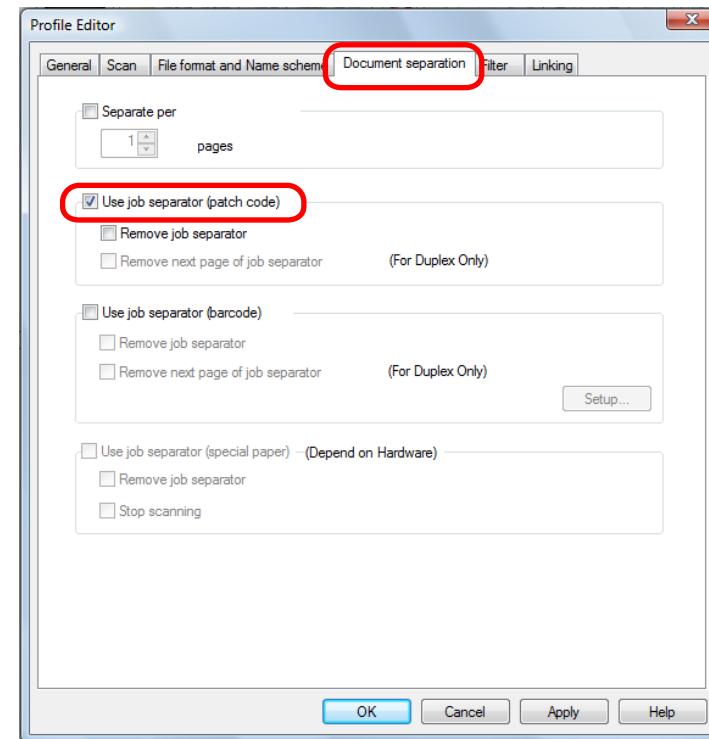 Profile Editor
General Scan File format and Name scheme Document separation Filter Linking
Separate per
1 pages
Use job separator (patch code)
Remove job separator
Remove next page of job separator (For Duplex Only)
Use job separator (barcode)
Remove job separator
Remove next page of job separator (For Duplex Only)
Setup...
Use job separator (special paper) (Depend on Hardware)
Remove job separator
Stop scanning
OK Cancel Apply Help